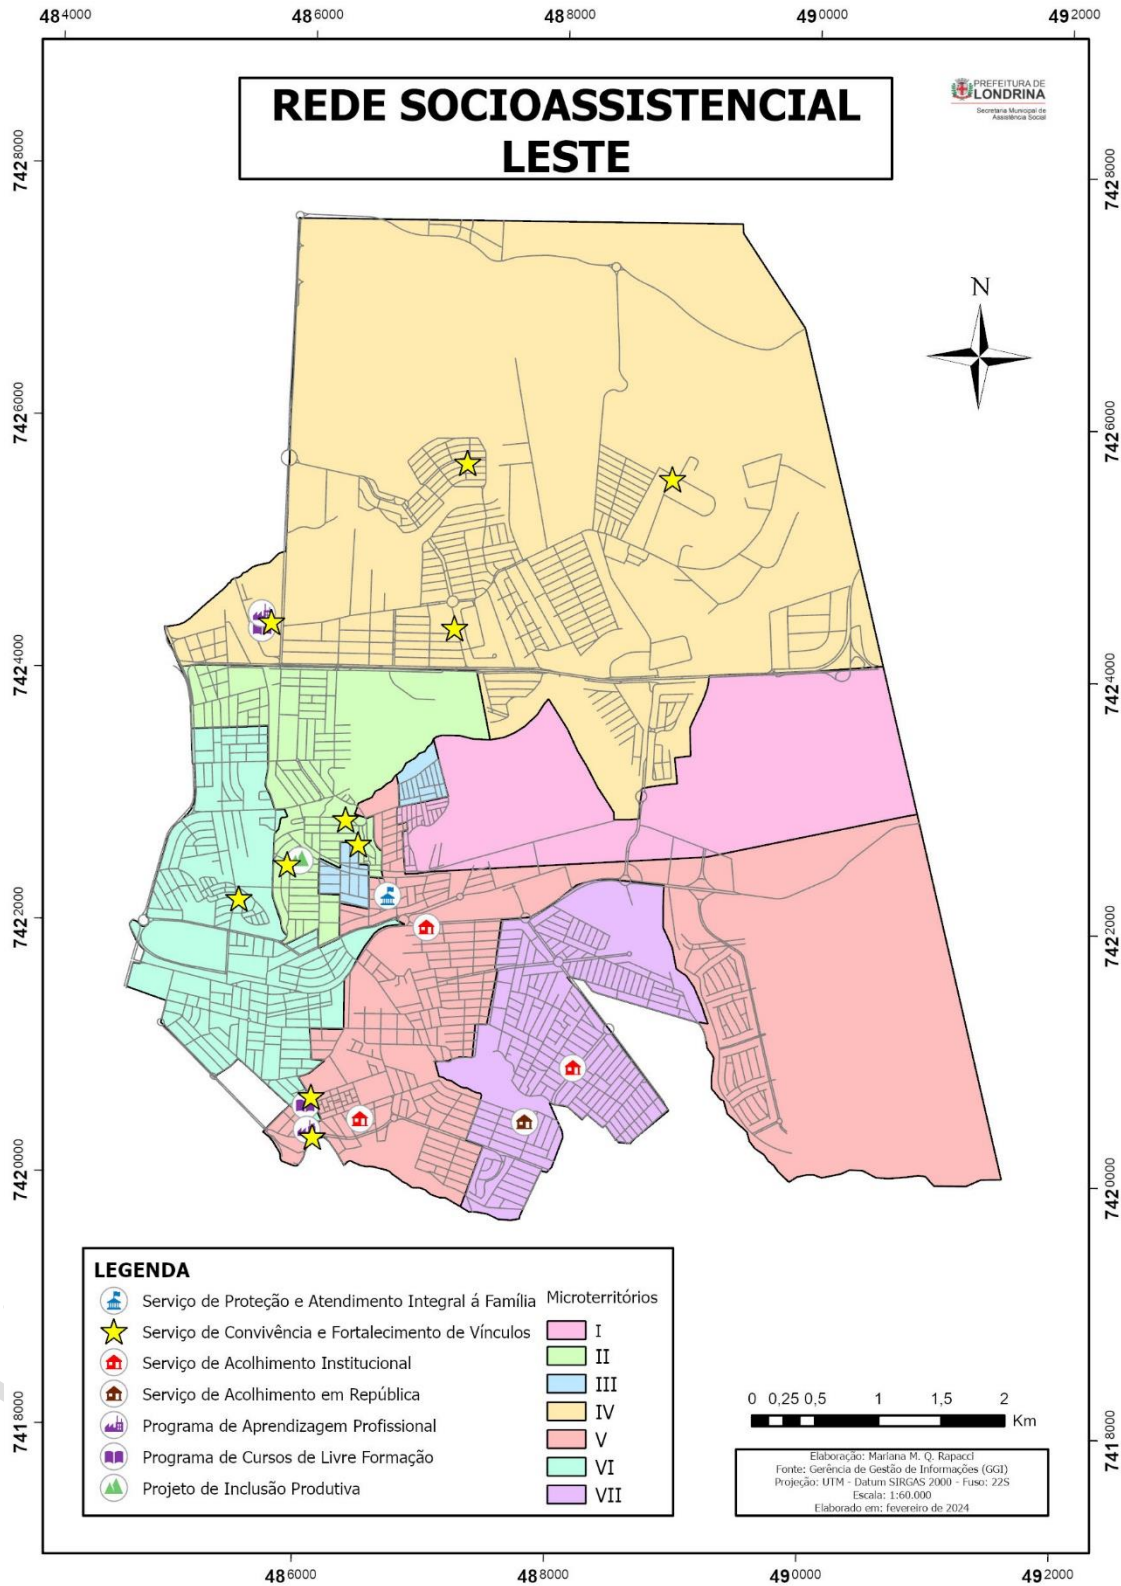 484000 486000 488000 490000 492000
REDE SOCIOASSISTENCIAL
LESTE
PREFEITURA DE
LONDRINA
Secretaria Municipal de
Assistência Social
7428000
7428000
N
7426000
7426000
7424000
7424000
7422000
7422000
7420000
7420000
7418000
7418000
LEGENDA
Serviço de Proteção e Atendimento Integral á Família
Serviço de Convivência e Fortalecimento de Vínculos
Serviço de Acolhimento Institucional
Serviço de Acolhimento em República
Programa de Aprendizagem Profissional
Programa de Cursos de Livre Formação
Projeto de Inclusão Produtiva
Microterritórios
I
II
III
IV
V
VI
VII
0 0,25 0,5 1 1,5 2
Km
Elaboração: Mariana M. Q. Rapacci
Fonte: Gerência de Gestão de Informações (GGI)
Projeção: UTM - Datum SIRGAS 2000 - Fuso: 22S
Escala: 1:60.000
Elaborado em: fevereiro de 2024
486000 488000 490000 492000